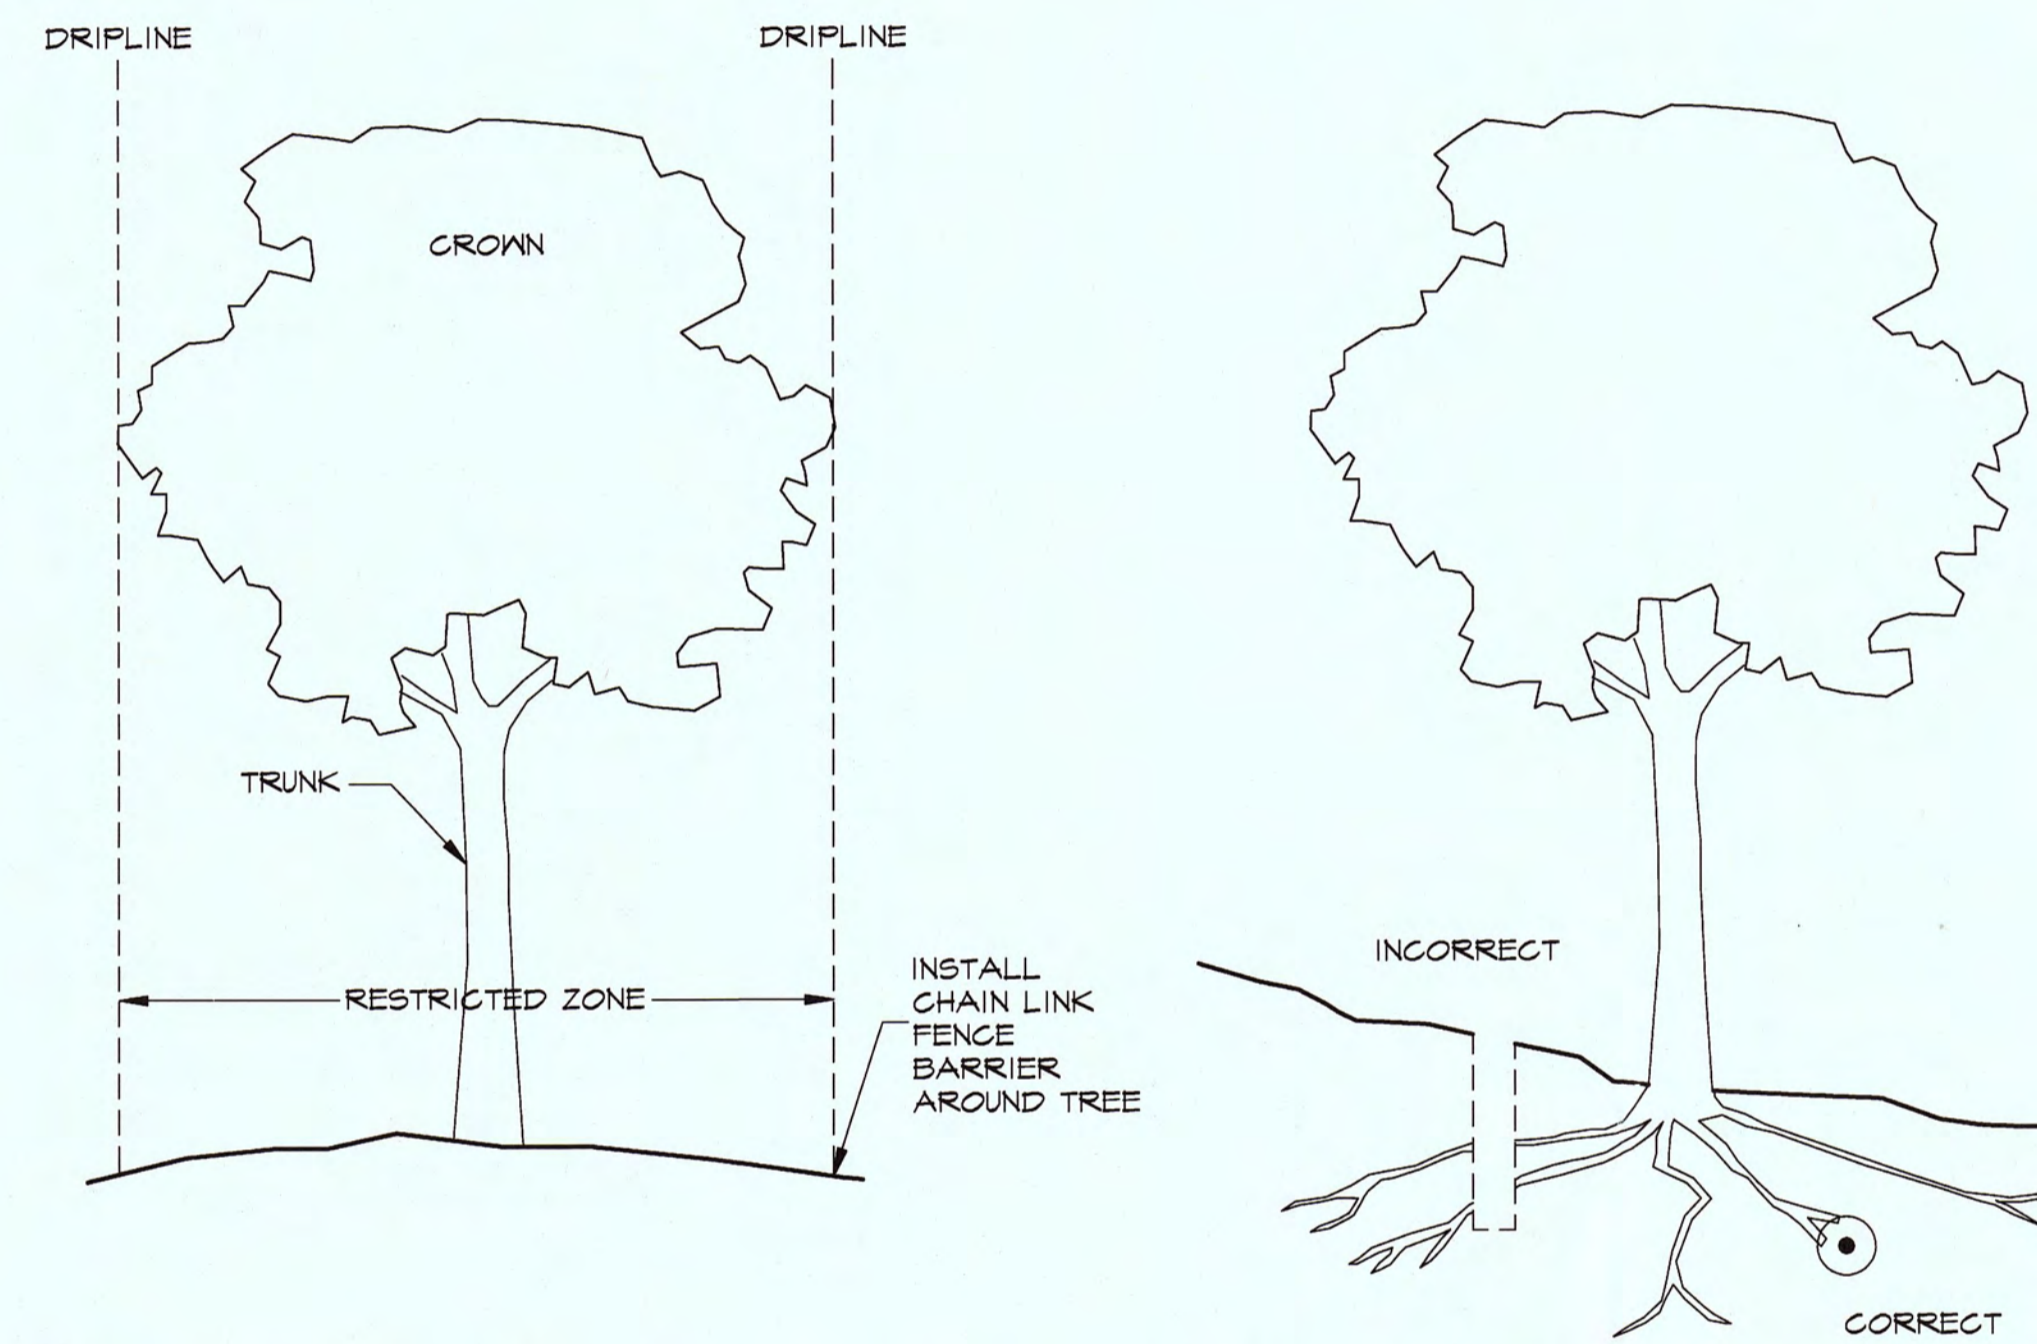 DRIPLINE
DRIPLINE
CROWN
TRUNK
RESTRICTED ZONE
INSTALL
CHAIN LINK
FENCE
BARRIER
AROUND TREE
INCORRECT
CORRECT